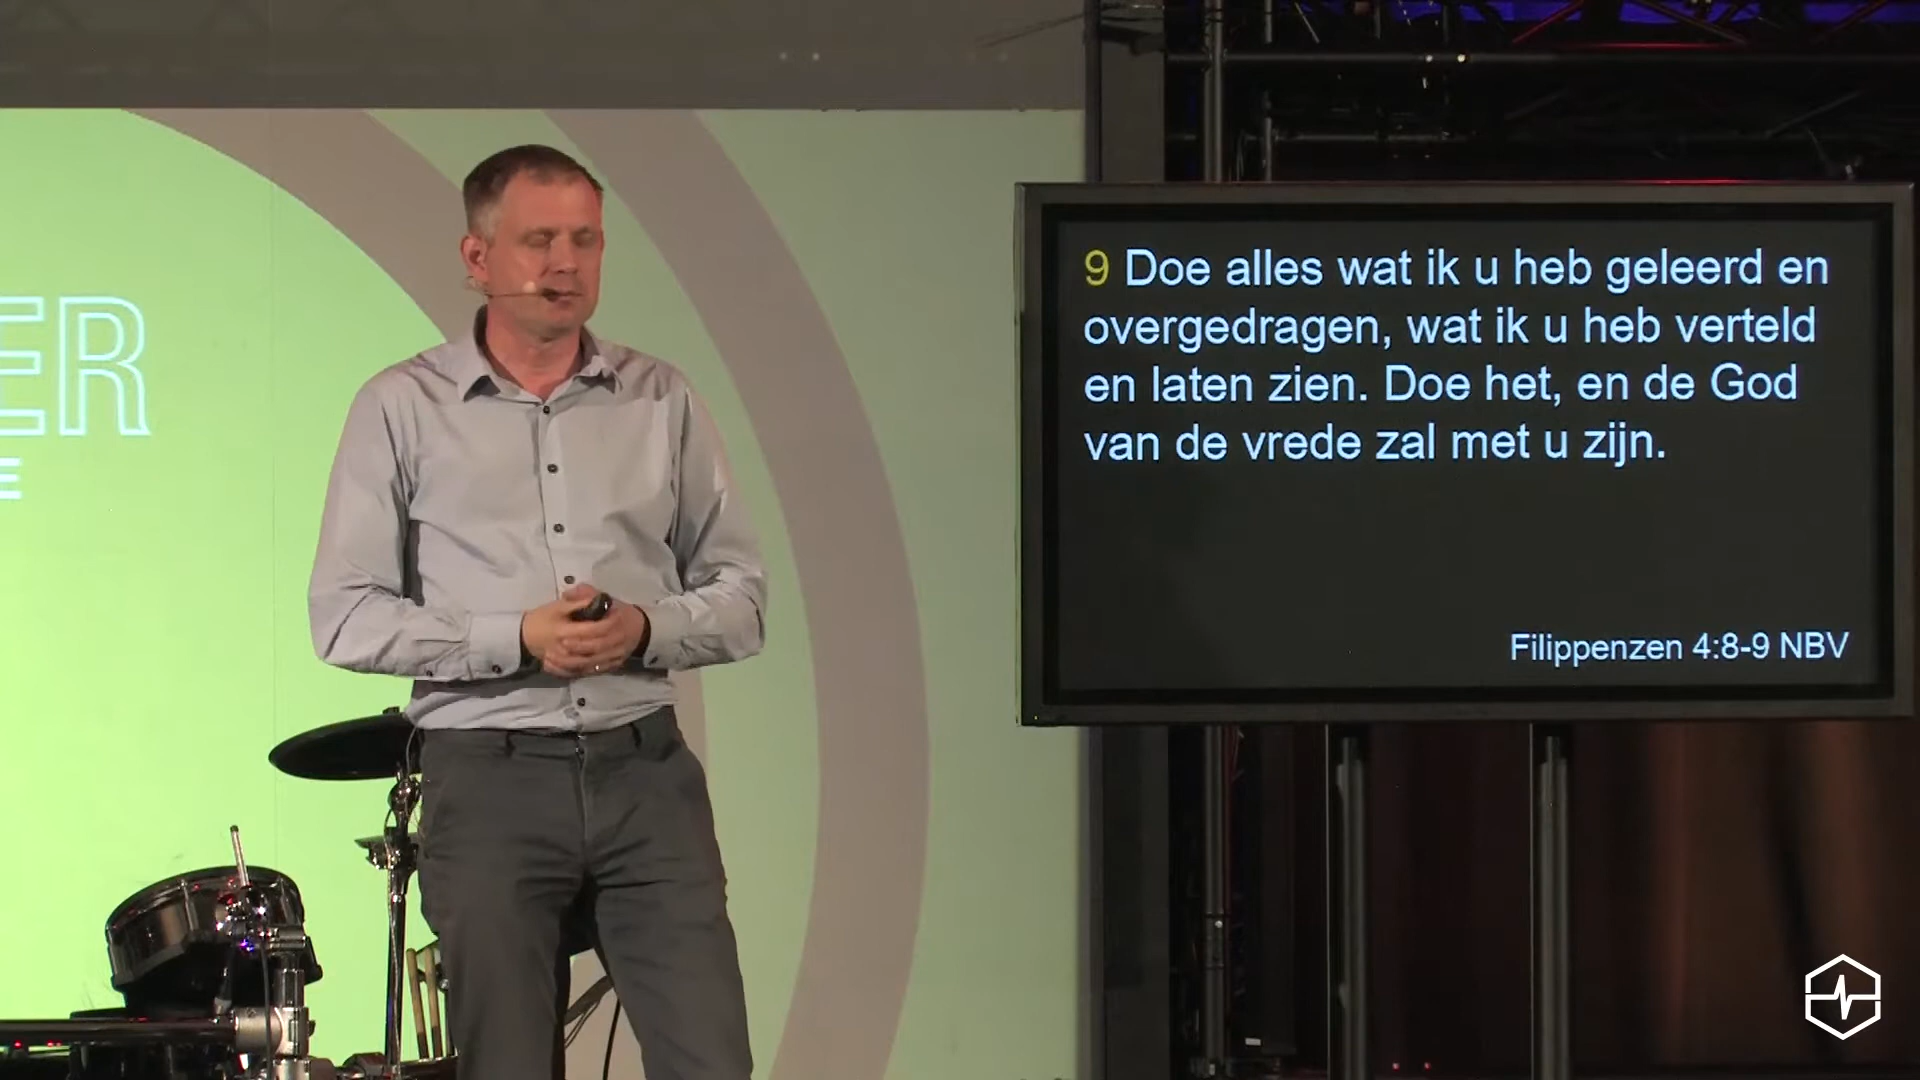 ER
E
9 Doe alles wat ik u heb geleerd en
overgedragen, wat ik u heb verteld
en laten zien. Doe het, en de God
van de vrede zal met u zijn.
Filippenzen 4:8-9 NBV